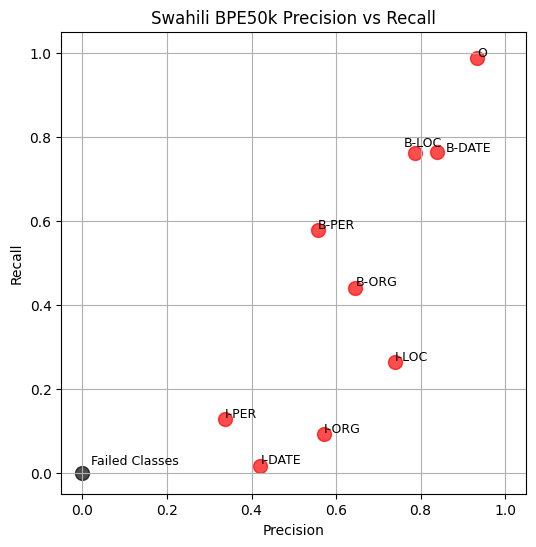 Swahili BPE50k Precision vs Recall
1.0
O
0.8
B-LOC
B-DATE
0.6
B-PER
B-ORG
0.4
I-LOC
0.2
I-PER
I-ORG
I-DATE
Failed Classes
0.0
Recall
0.0 0.2 0.4 0.6 0.8 1.0
Precision